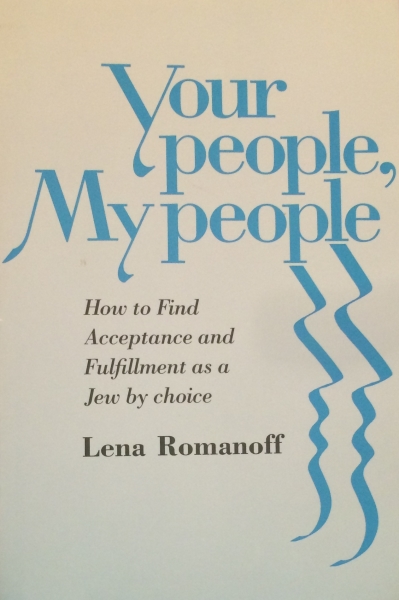 Your
people,
My people
How to Find
Acceptance and
Fulfillment as a
Jew by choice
Lena Romanoff